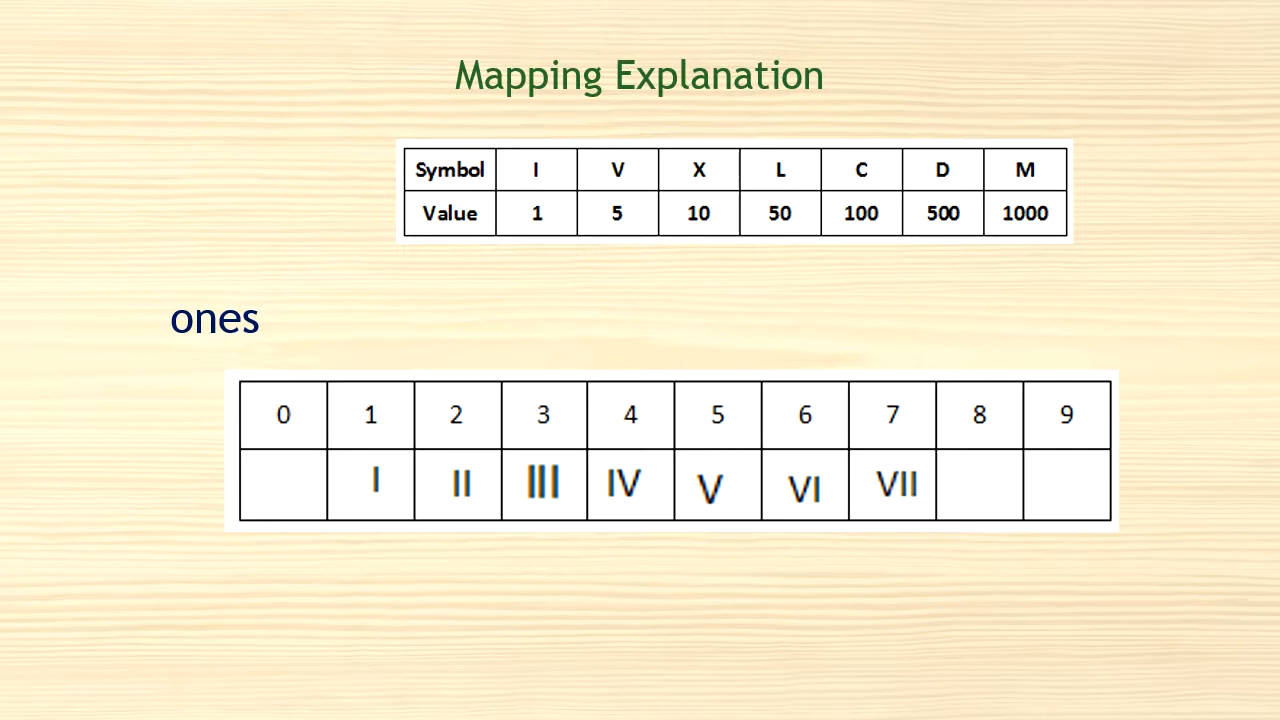 Mapping Explanation
Symbol I V X L C D M
Value 1 5 10 50 100 500 1000
ones
0 1 2 3 4 5 6 7 8 9
I II III IV V VI VII